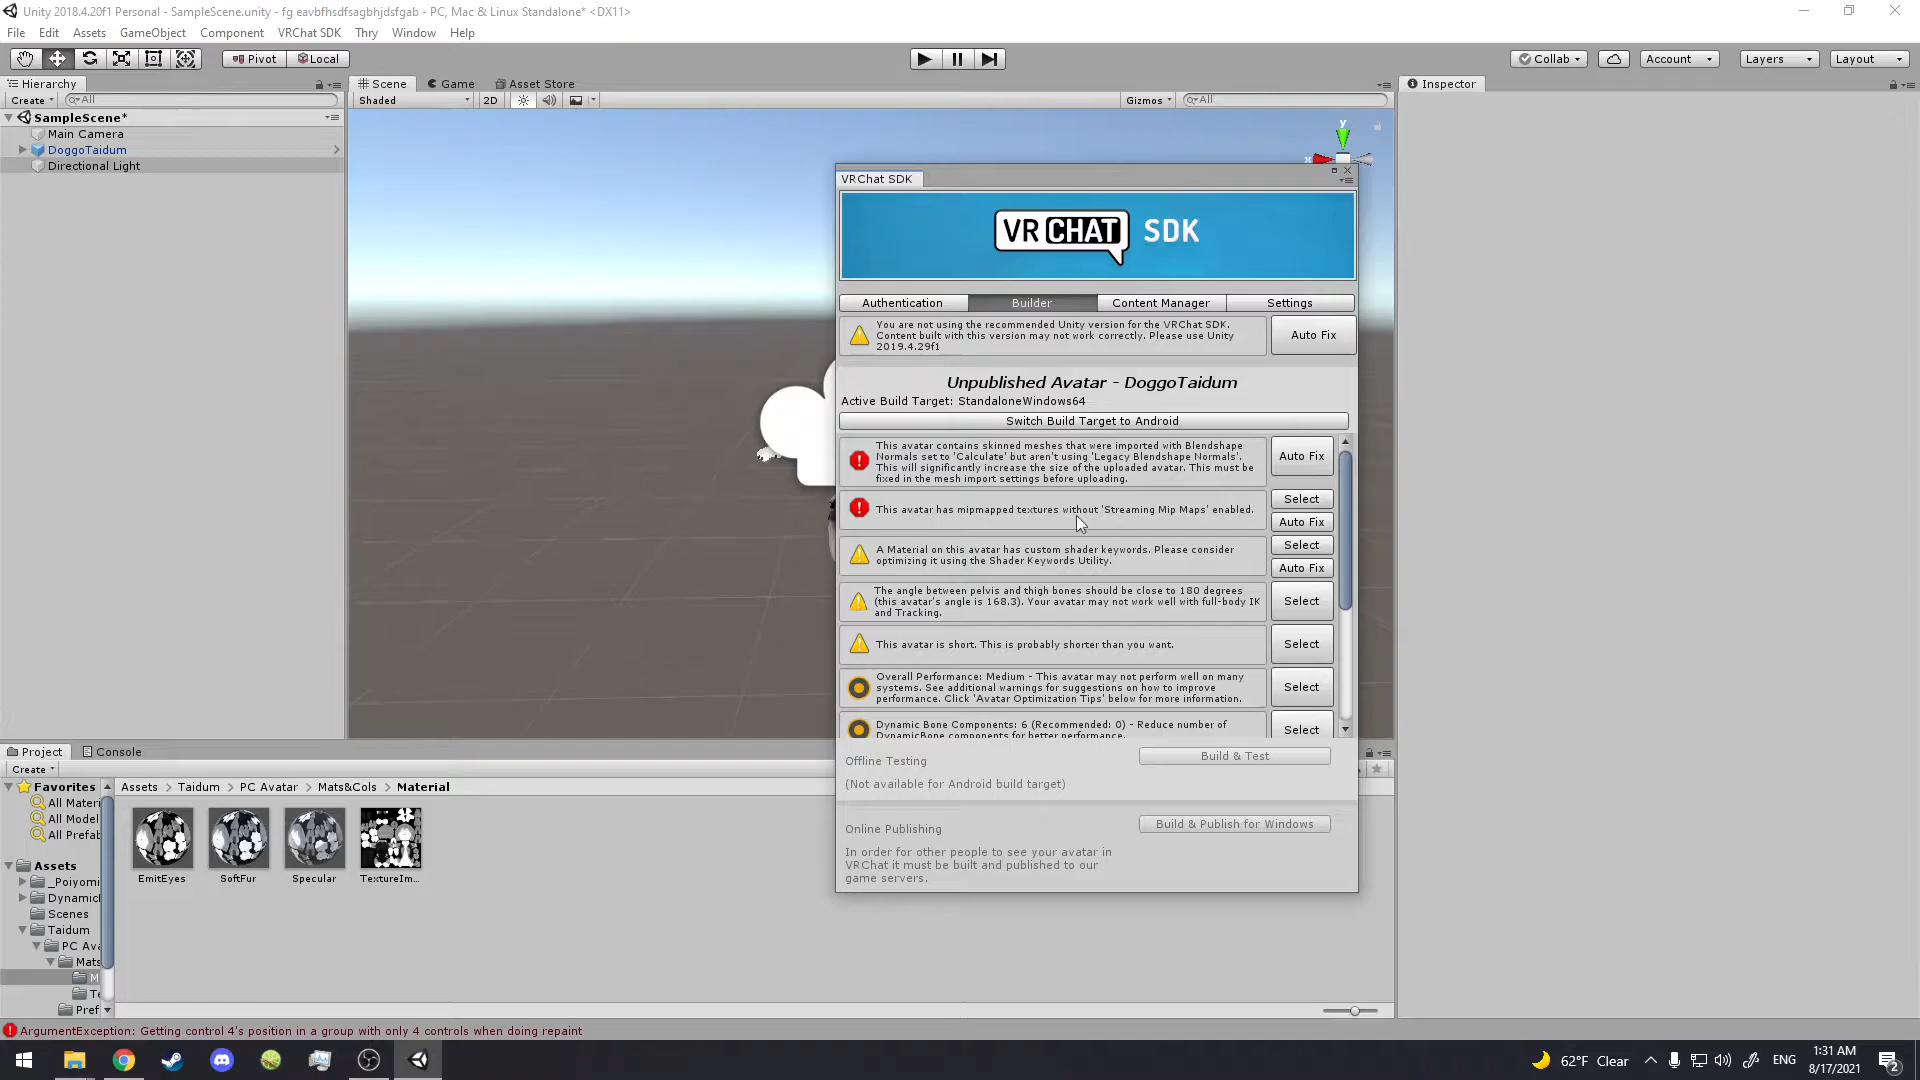 Unity 2018.4.20f1 Personal - SampleScene.unity - fg eavbfhsdfsagbhjdsfgab - PC, Mac & Linux Standalone* <DX11>
File Edit Assets GameObject Component VRChat SDK Thry Window Help
Pivot Local Collab Account Layers Layout
Hierarchy Scene Game Asset Store Inspector
Create All Shaded 2D Gizmos All
SampleScene*
Main Camera
DoggoTaidum
Directional Light
y
x
VRChat SDK
VRCHAT SDK
Authentication Builder Content Manager Settings
You are not using the recommended Unity version for the VRChat SDK.
Content built with this version may not work correctly. Please use Unity
2019.4.29f1
Auto Fix
Unpublished Avatar - DoggoTaidum
Active Build Target: StandaloneWindows64
Switch Build Target to Android
This avatar contains skinned meshes that were imported with Blendshape
Normals set to 'Calculate' but aren't using 'Legacy Blendshape Normals'.
This will significantly increase the size of the uploaded avatar. This must be
fixed in the mesh import settings before uploading.
Auto Fix
This avatar has mipmapped textures without 'Streaming Mip Maps' enabled.
Select
Auto Fix
A Material on this avatar has custom shader keywords. Please consider
optimizing it using the Shader Keywords Utility.
Select
Auto Fix
The angle between pelvis and thigh bones should be close to 180 degrees
(this avatar's angle is 168.3). Your avatar may not work well with full-body IK
and Tracking.
Select
This avatar is short. This is probably shorter than you want.
Select
Overall Performance: Medium - This avatar may not perform well on many
systems. See additional warnings for suggestions on how to improve
performance. Click 'Avatar Optimization Tips' below for more information.
Select
Dynamic Bone Components: 6 (Recommended: 0) - Reduce number of
DynamicBone components for better performance.
Select
Offline Testing Build & Test
(Not available for Android build target)
Online Publishing Build & Publish for Windows
In order for other people to see your avatar in
VRChat it must be built and published to our
game servers.
Project Console
Create
Favorites
All Materi
All Model
All Prefab
Assets
_Poiyomi
Dynamic
Scenes
Taidum
PC Ava
Mats
M
Te
Pref
Assets Taidum PC Avatar Mats&Cols Material
EmitEyes SoftFur Specular TextureIm...
ArgumentException: Getting control 4's position in a group with only 4 controls when doing repaint
62°F Clear ENG
1:31 AM
8/17/2021
2